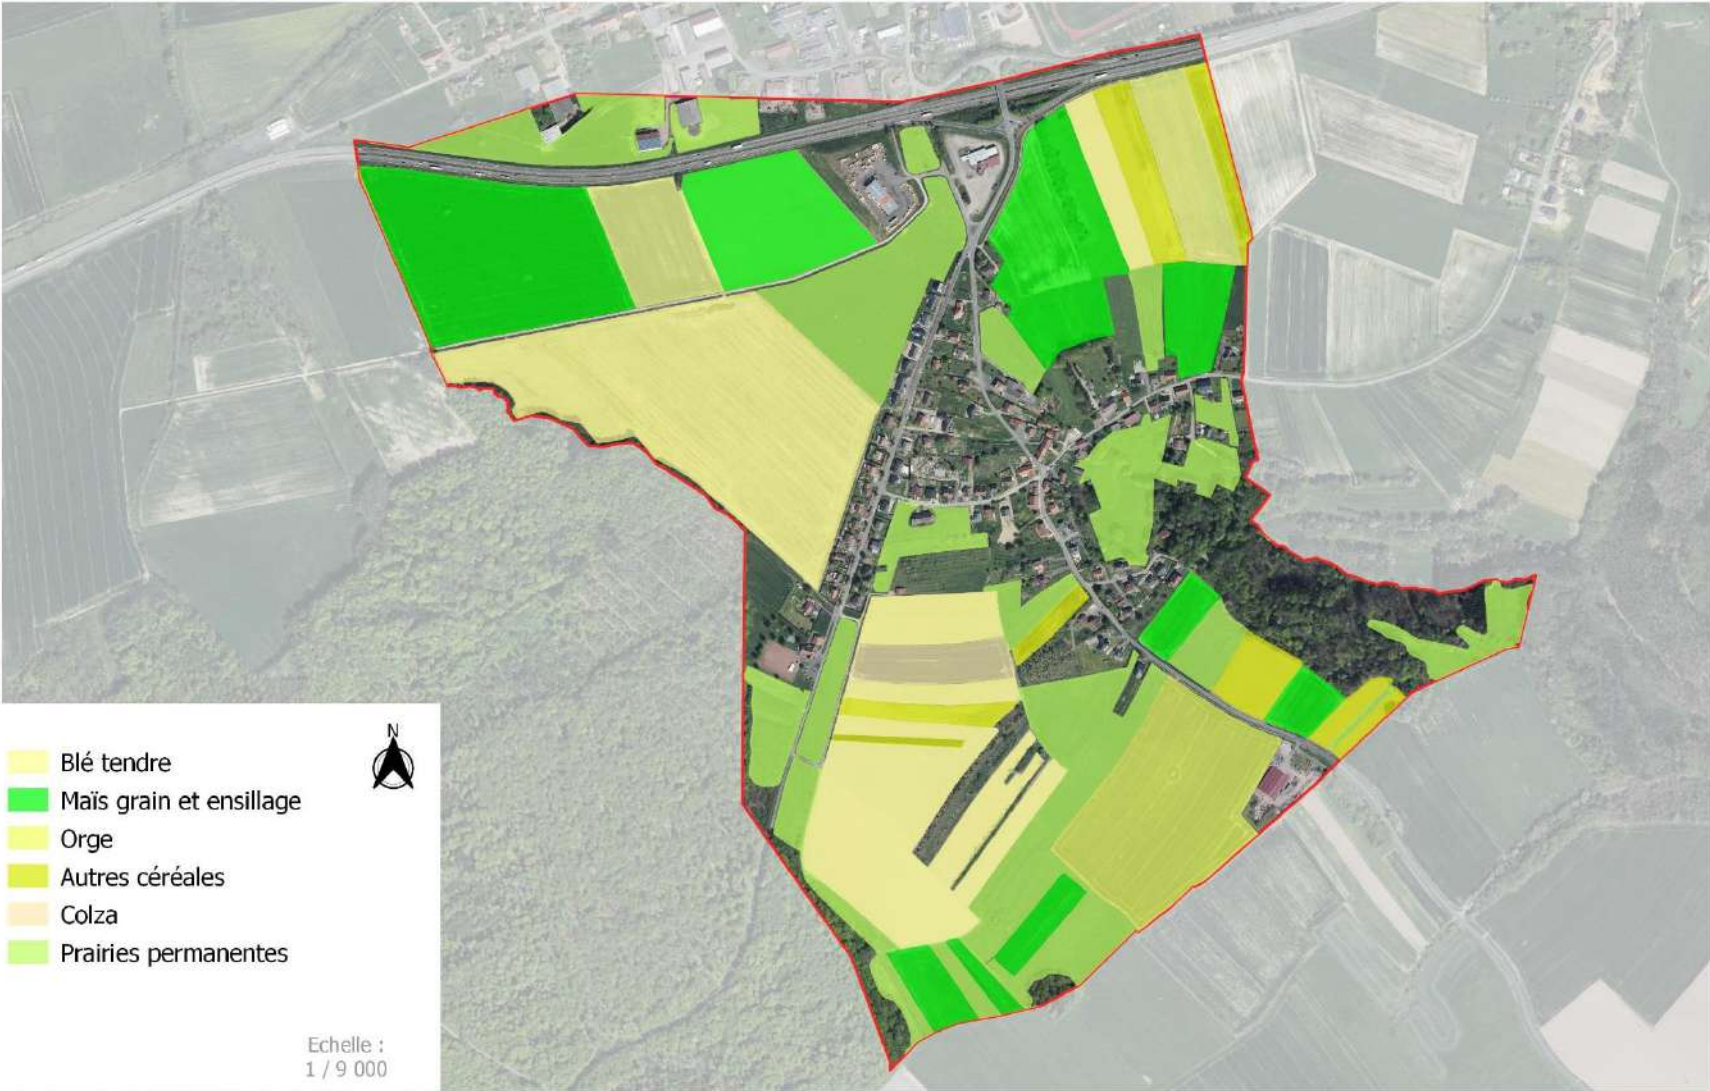 N
Blé tendre
Maïs grain et ensillage
Orge
Autres céréales
Colza
Prairies permanentes
Echelle :
1 / 9 000